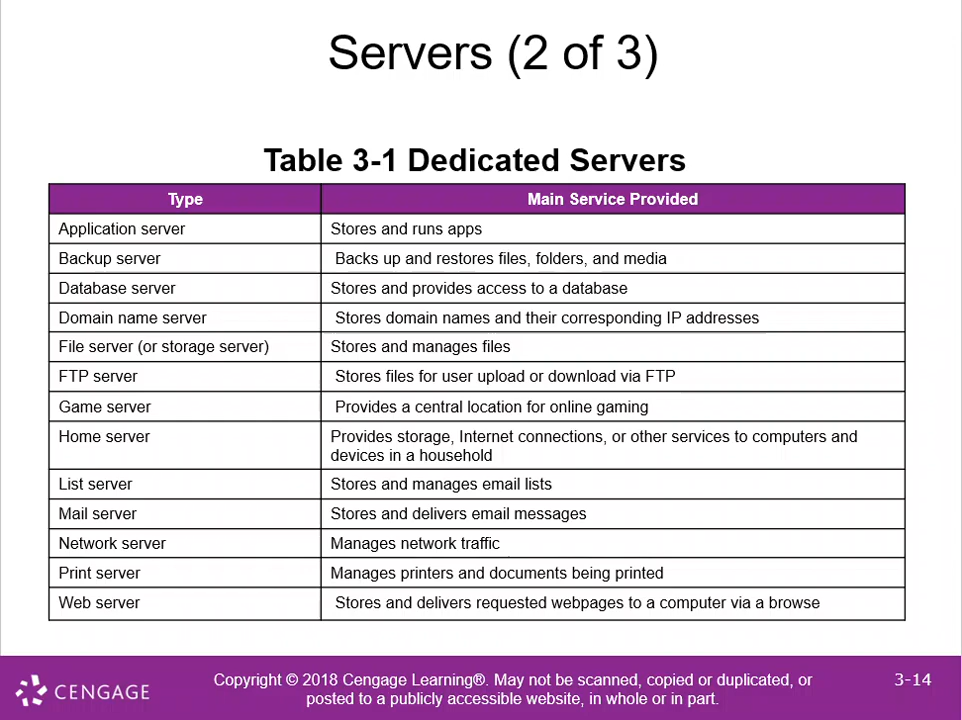 Servers (2 of 3)
Table 3-1 Dedicated Servers
Type Main Service Provided
Application server Stores and runs apps
Backup server Backs up and restores files, folders, and media
Database server Stores and provides access to a database
Domain name server Stores domain names and their corresponding IP addresses
File server (or storage server) Stores and manages files
FTP server Stores files for user upload or download via FTP
Game server Provides a central location for online gaming
Home server Provides storage, Internet connections, or other services to computers and
devices in a household
List server Stores and manages email lists
Mail server Stores and delivers email messages
Network server Manages network traffic
Print server Manages printers and documents being printed
Web server Stores and delivers requested webpages to a computer via a browse
CENGAGE
Copyright © 2018 Cengage Learning®. May not be scanned, copied or duplicated, or
posted to a publicly accessible website, in whole or in part.
3-14